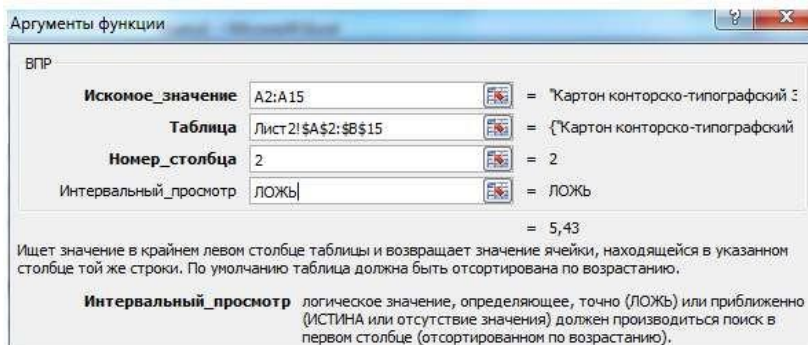 Аргументы функции
ВПР
Искомое_значение A2:A15 = "Картон конторско-типографский
Таблица Лист2!$A$2:$B$15 = {"Картон конторско-типографский
Номер_столбца 2 = 2
Интервальный_просмотр ЛОЖЬ = ЛОЖЬ
= 5,43
Ищет значение в крайнем левом столбце таблицы и возвращает значение ячейки, находящейся в указанном
столбце той же строки. По умолчанию таблица должна быть отсортирована по возрастанию.
Интервальный_просмотр логическое значение, определяющее, точно (ЛОЖЬ) или приближенно
(ИСТИНА или отсутствие значения) должен производиться поиск в
первом столбце (отсортированном по возрастанию).